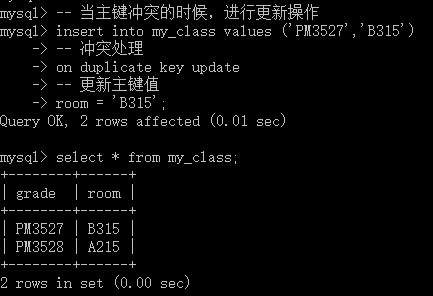 mysql> -- 当主键冲突的时候，进行更新操作
mysql> insert into my_class values ('PM3527','B315')
    -> -- 冲突处理
    -> on duplicate key update
    -> -- 更新主键值
    -> room = 'B315';
Query OK, 2 rows affected (0.01 sec)

mysql> select * from my_class;
+--------+------+
| grade  | room |
+--------+------+
| PM3527 | B315 |
| PM3528 | A215 |
+--------+------+
2 rows in set (0.00 sec)